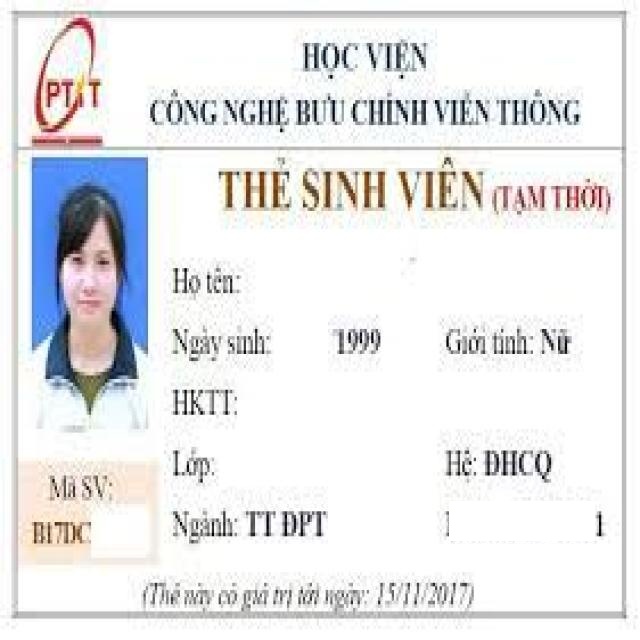 PTIT
HỌC VIỆN
CÔNG NGHỆ BƯU CHÍNH VIỄN THÔNG
THẺ SINH VIÊN (TẠM THỜI)
Họ tên:
Ngày sinh: 1999 Giới tính: Nữ
HKTT:
Lớp: Hệ: ĐHCQ
Mã SV:
B17DC
Ngành: TT ĐPT 1
(Thẻ này có giá trị tới ngày: 15/11/2017)